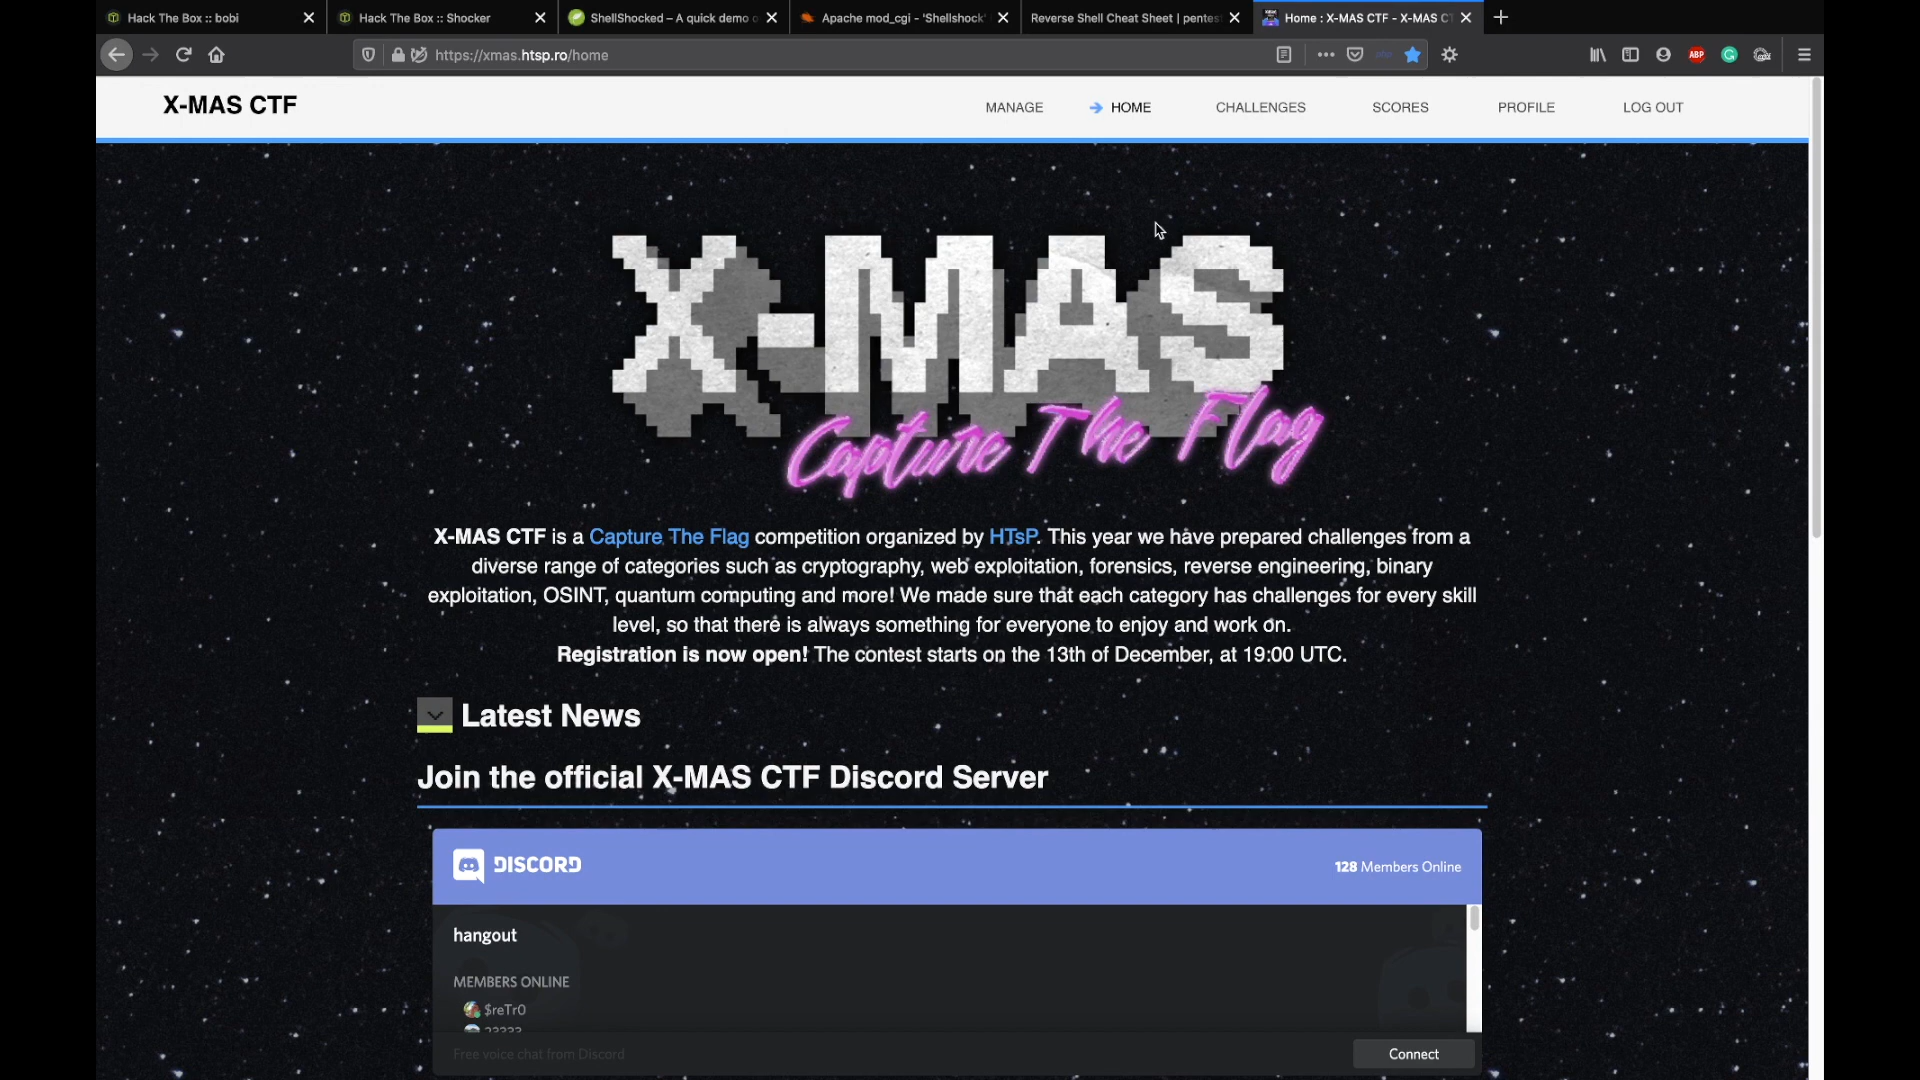 Hack The Box :: bobi
Hack The Box :: Shocker
ShellShocked – A quick demo o
Apache mod_cgi - 'Shellshock'
Reverse Shell Cheat Sheet | pentes
Home : X-MAS CTF - X-MAS C
https://xmas.htsp.ro/home
ABP
X-MAS CTF
MANAGE
HOME
CHALLENGES
SCORES
PROFILE
LOG OUT
X-MAS
Capture The Flag
X-MAS CTF is a Capture The Flag competition organized by HTsP. This year we have prepared challenges from a
diverse range of categories such as cryptography, web exploitation, forensics, reverse engineering, binary
exploitation, OSINT, quantum computing and more! We made sure that each category has challenges for every skill
level, so that there is always something for everyone to enjoy and work on.
Registration is now open! The contest starts on the 13th of December, at 19:00 UTC.
Latest News
Join the official X-MAS CTF Discord Server
DISCORD
128 Members Online
hangout
MEMBERS ONLINE
$reTr0
Free voice chat from Discord
Connect